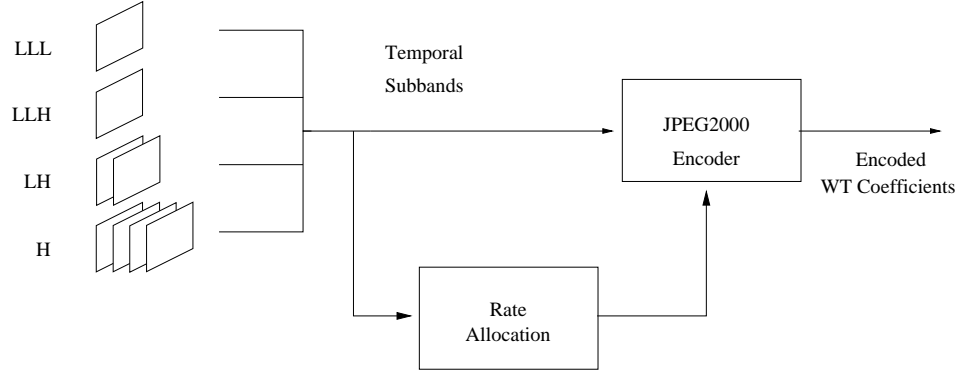 LLL
LLH
LH
H
Temporal
Subbands
JPEG2000
Encoder
Encoded
WT Coefficients
Rate
Allocation